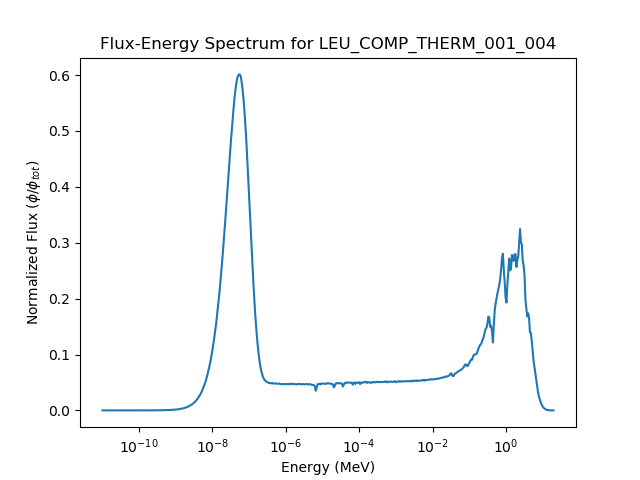 Flux-Energy Spectrum for LEU_COMP_THERM_001_004
Normalized Flux (ϕ/ϕ_tot)
0.6
0.5
0.4
0.3
0.2
0.1
0.0
10⁻¹⁰ 10⁻⁸ 10⁻⁶ 10⁻⁴ 10⁻² 10⁰
Energy (MeV)